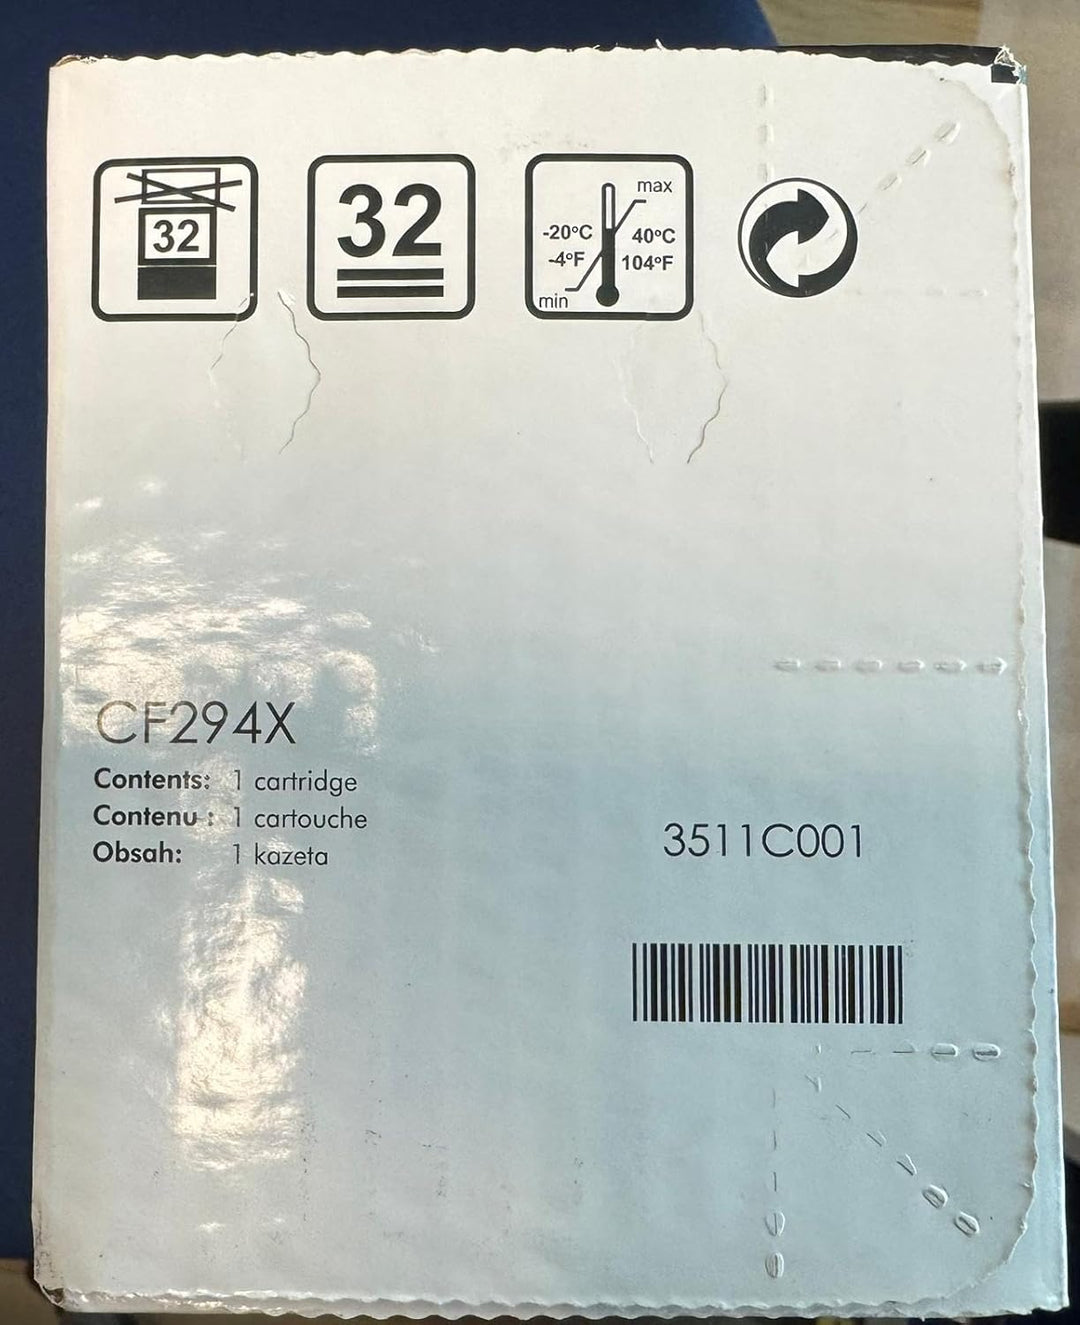 32
32
max
-20°C 40°C
-4°F 104°F
min
CF294X
Contents: 1 cartridge
Contenu : 1 cartouche
Obsah: 1 kazeta
3511C001